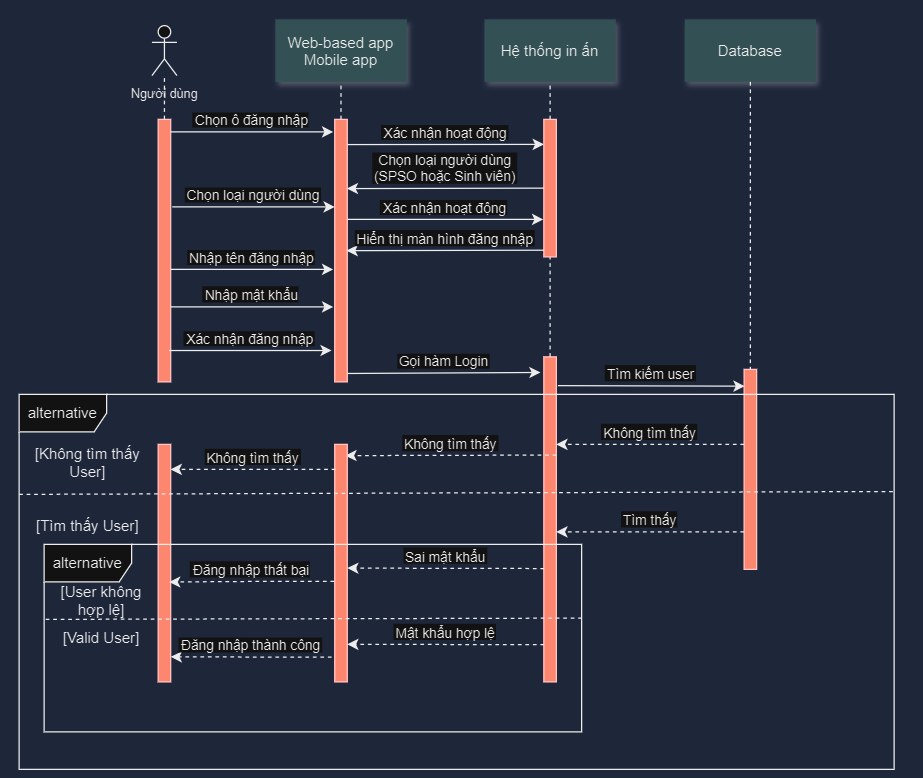 Web-based app
Mobile app
Hệ thống in ấn
Database
Người dùng
Chọn ô đăng nhập
Xác nhận hoạt động
Chọn loại người dùng
(SPSO hoặc Sinh viên)
Chọn loại người dùng
Xác nhận hoạt động
Hiển thị màn hình đăng nhập
Nhập tên đăng nhập
Nhập mật khẩu
Xác nhận đăng nhập
Gọi hàm Login
Tìm kiếm user
alternative
[Không tìm thấy
User]
Không tìm thấy
Không tìm thấy
Không tìm thấy
[Tìm thấy User]
Tìm thấy
alternative
Sai mật khẩu
Đăng nhập thất bại
[User không
hợp lệ]
[Valid User]
Mật khẩu hợp lệ
Đăng nhập thành công